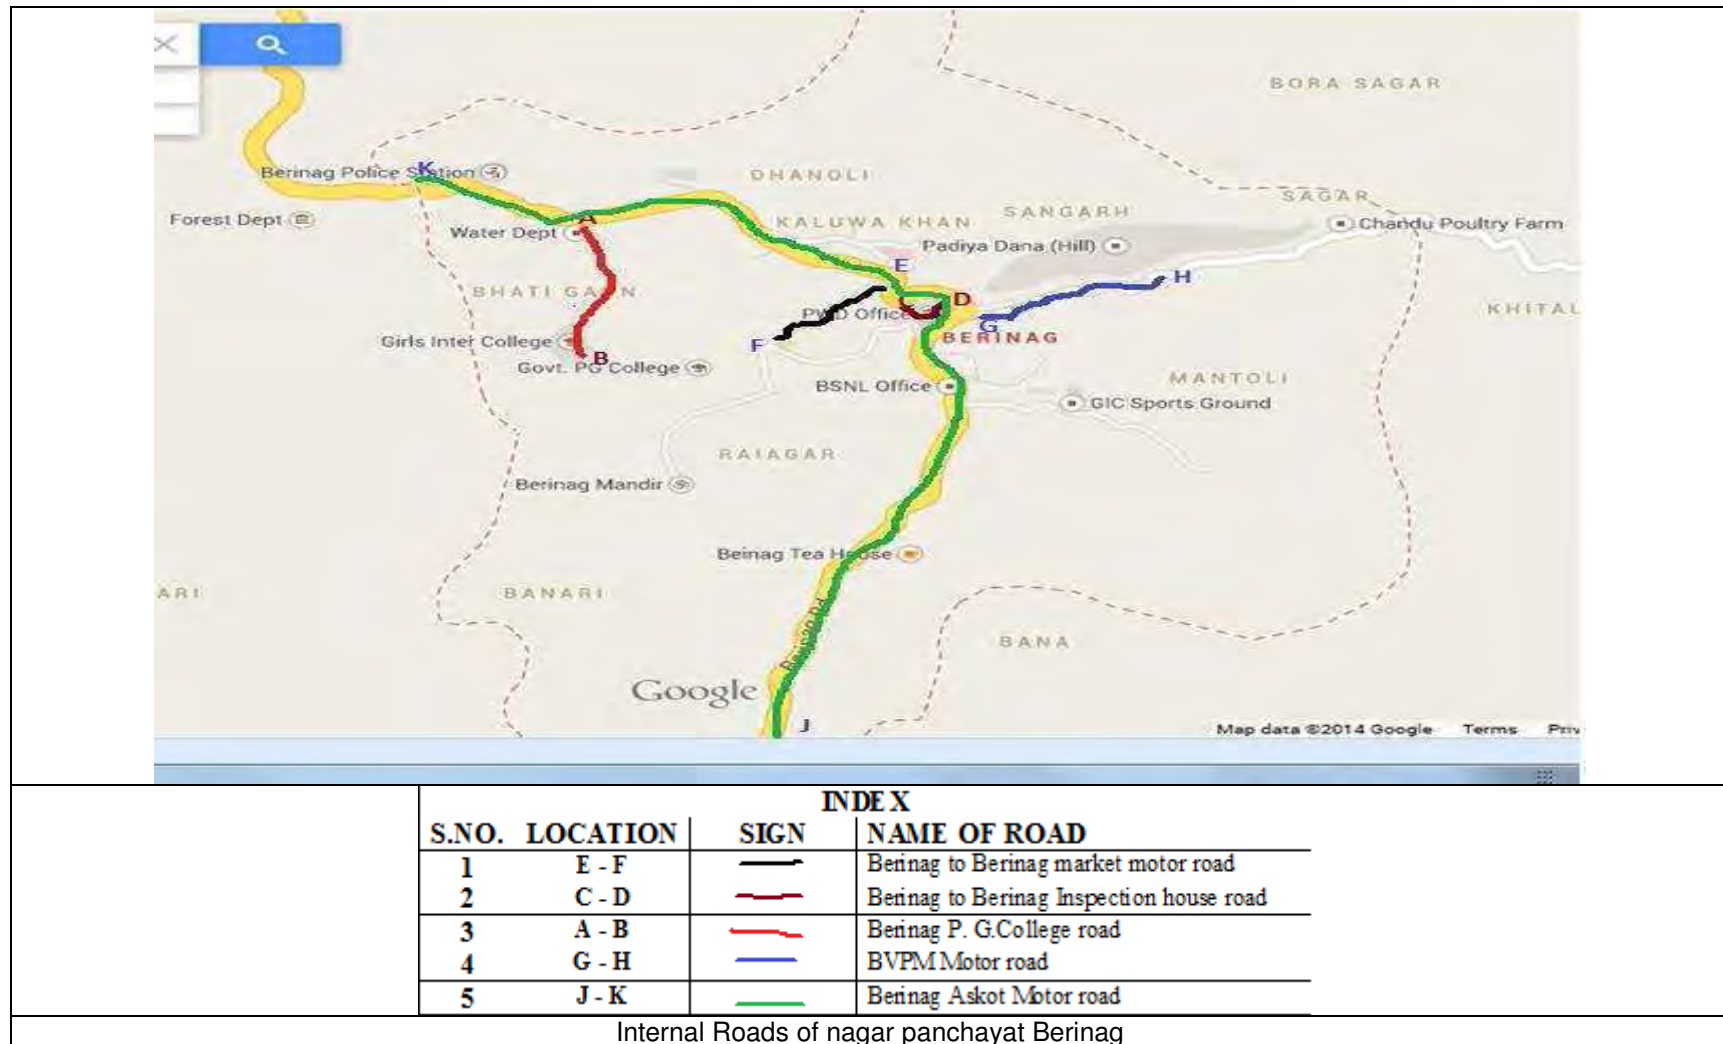 BORA SAGAR
Berinag Police Station
K
DHANOLI
SAGAR
Forest Dept
A
Water Dept
KALUWA KHAN
SANGARH
Chandu Poultry Farm
Padiya Dana (Hill)
E
H
BHATI GAON
D
C
PWD Office
G
KHITAL
F
BERINAG
Girls Inter College
B
Govt. PG College
BSNL Office
MANTOLI
GIC Sports Ground
RAIAGAR
Berinag Mandir
Beinag Tea House
ARI
BANARI
Berinag Rd
BANA
Google
J
Map data ©2014 Google Terms Priv
INDEX
S.NO. LOCATION SIGN NAME OF ROAD
1 E - F Berinag to Berinag market motor road
2 C - D Berinag to Berinag Inspection house road
3 A - B Berinag P. G.College road
4 G - H BVPM Motor road
5 J - K Berinag Askot Motor road
Internal Roads of nagar panchayat Berinag